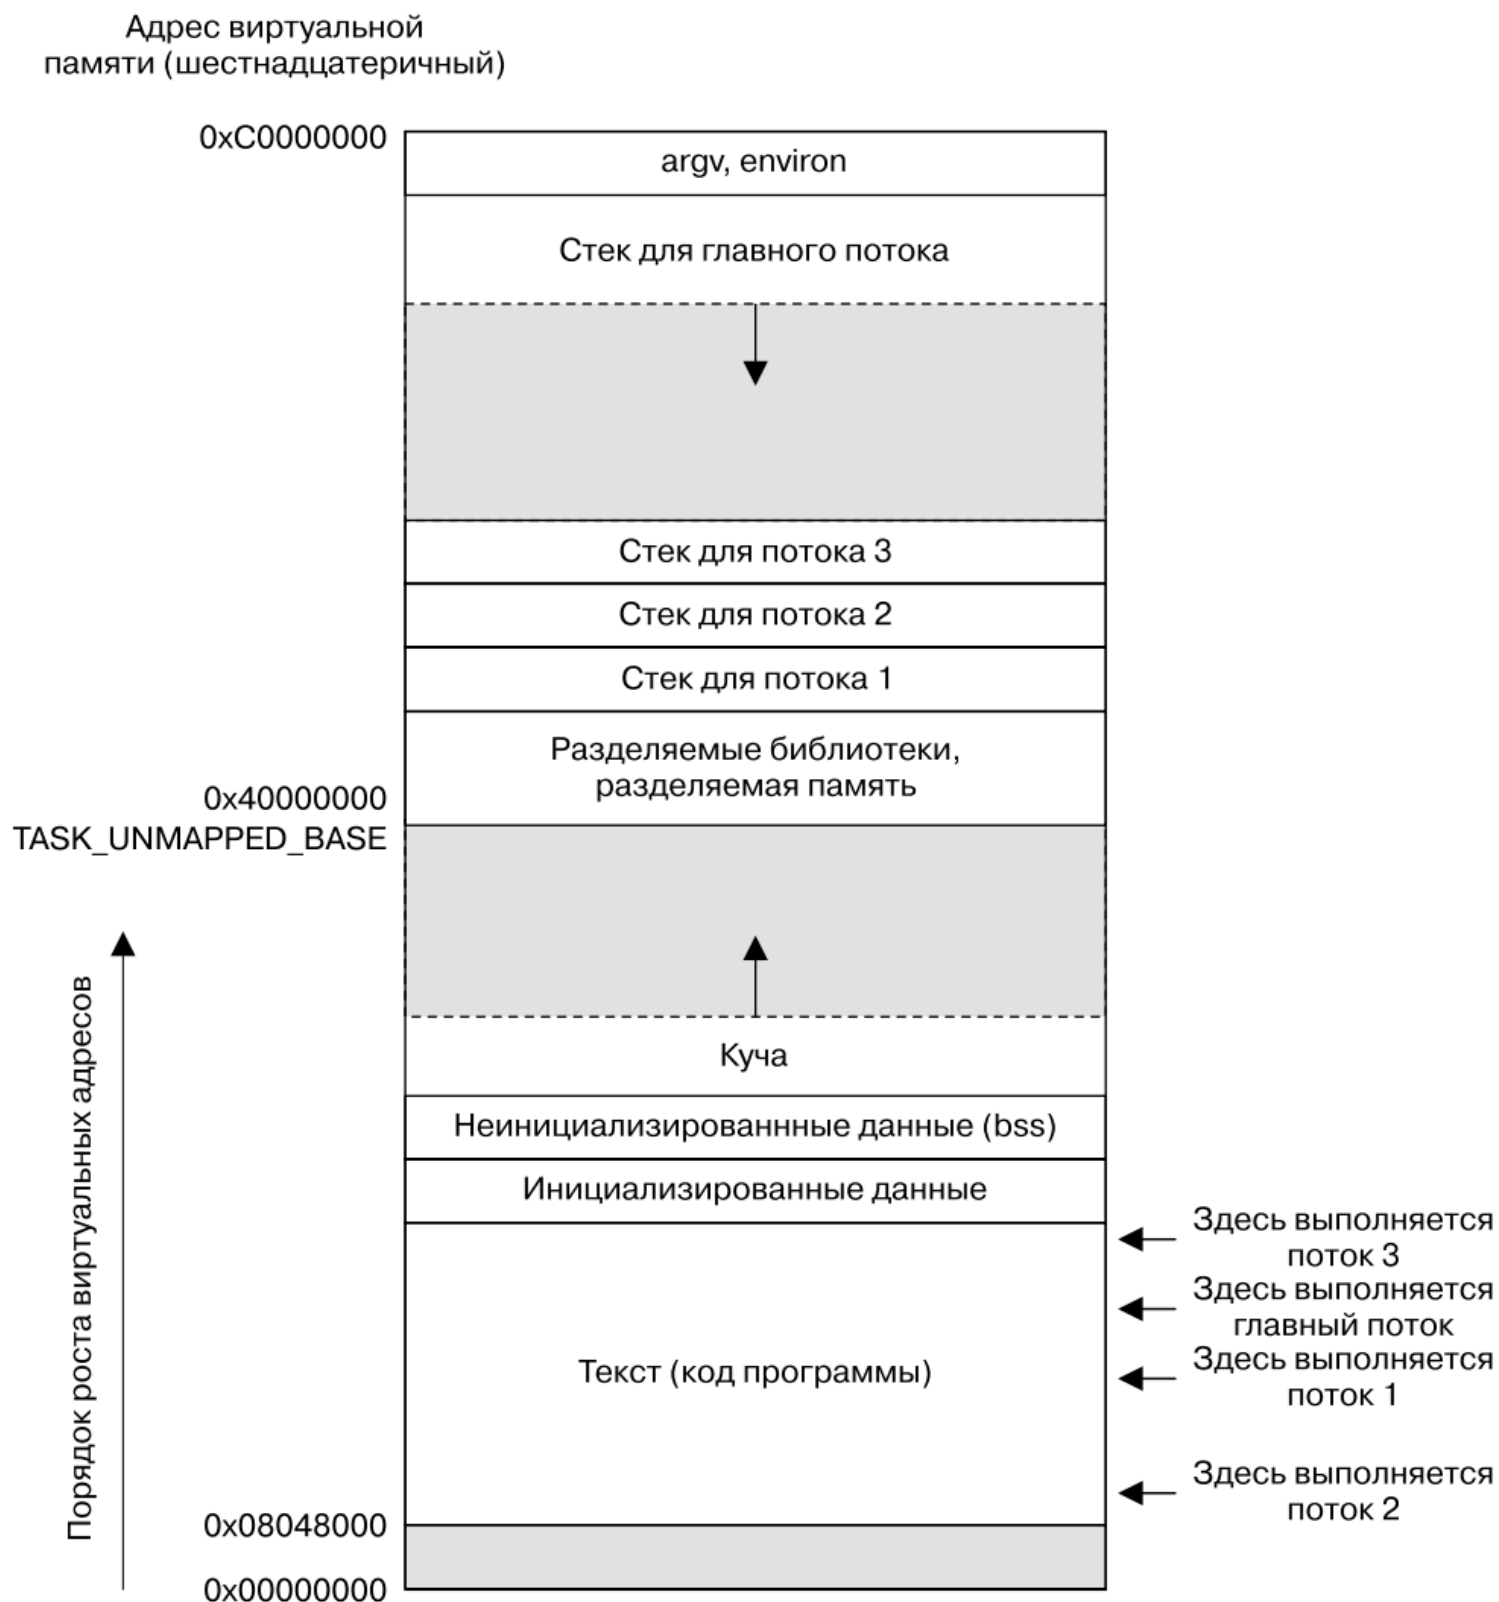 Адрес виртуальной
памяти (шестнадцатеричный)
0xC0000000
argv, environ
Стек для главного потока
Стек для потока 3
Стек для потока 2
Стек для потока 1
Разделяемые библиотеки,
разделяемая память
0x40000000
TASK_UNMAPPED_BASE
Куча
Неинициализированнные данные (bss)
Инициализированные данные
Текст (код программы)
Здесь выполняется
поток 3
Здесь выполняется
главный поток
Здесь выполняется
поток 1
Здесь выполняется
поток 2
Порядок роста виртуальных адресов
0x08048000
0x00000000